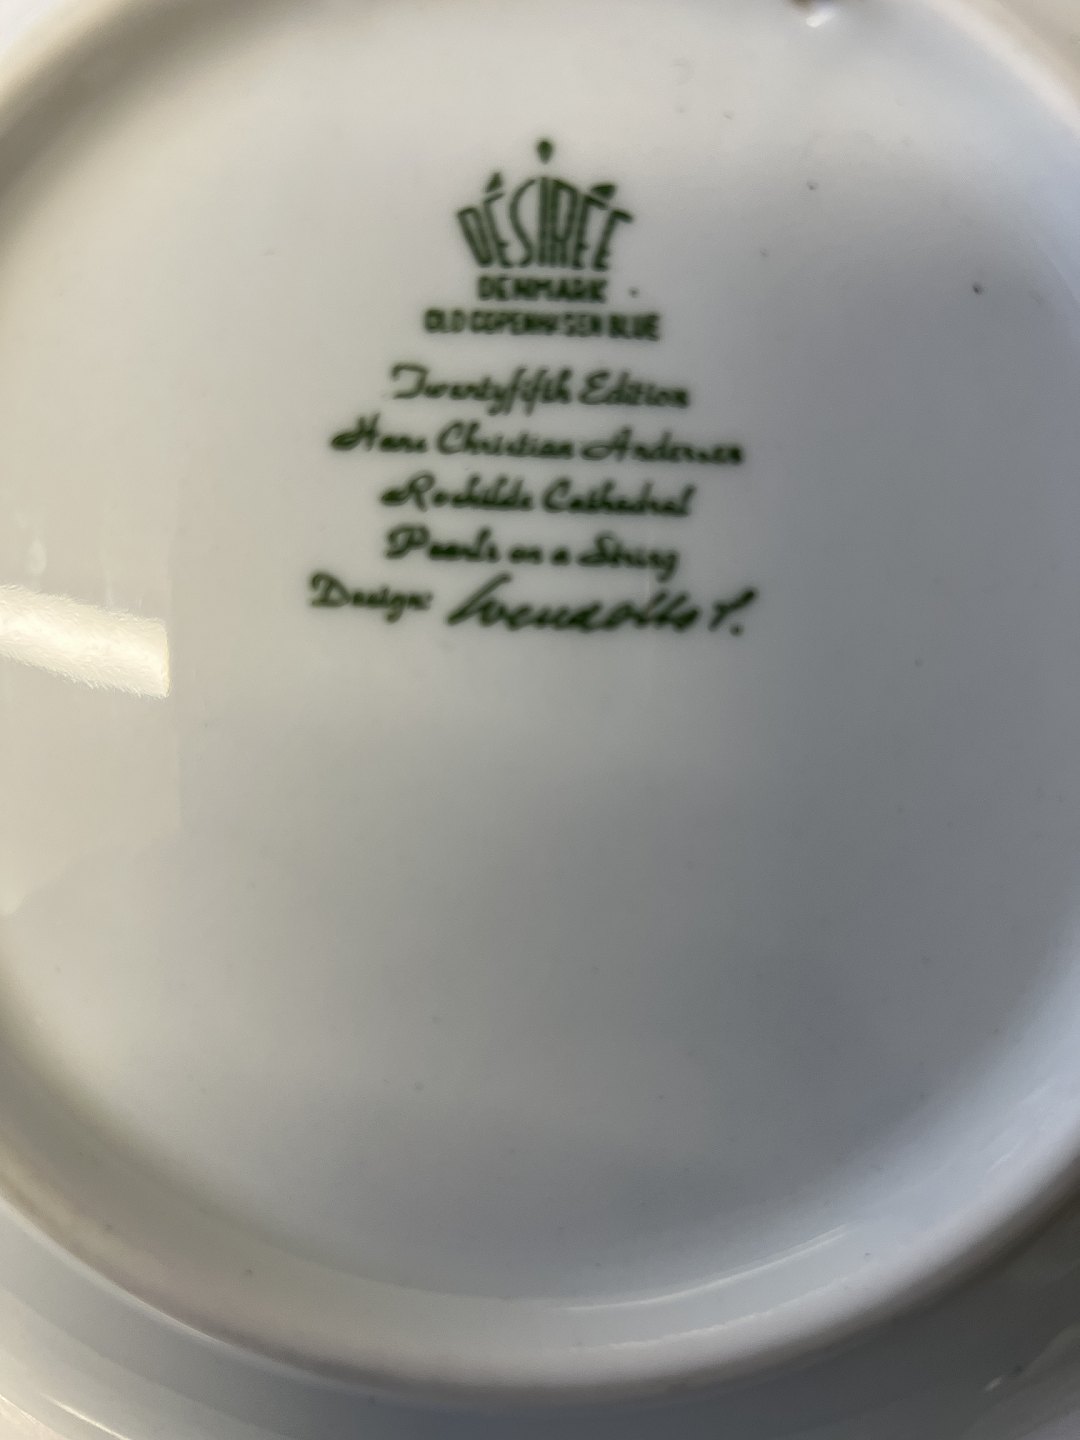 DÉSIRÉE
DENMARK
OLD COPENHAGEN BLUE
Twentyfifth Edition
Hans Christian Andersen
Roskilde Cathedral
Pearls on a String
Design: